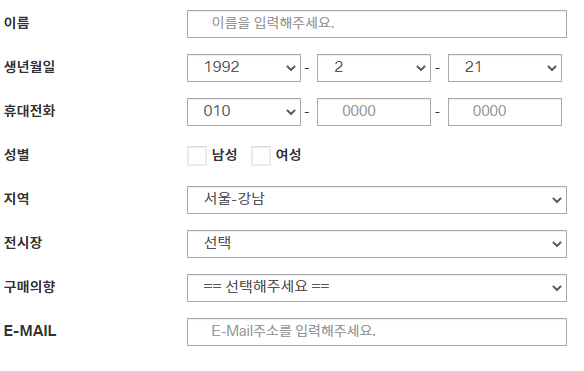 이름 이름을 입력해주세요.
생년월일 1992 - 2 - 21
휴대전화 010 - 0000 - 0000
성별 남성 여성
지역 서울-강남
전시장 선택
구매의향 == 선택해주세요 ==
E-MAIL E-Mail주소를 입력해주세요.